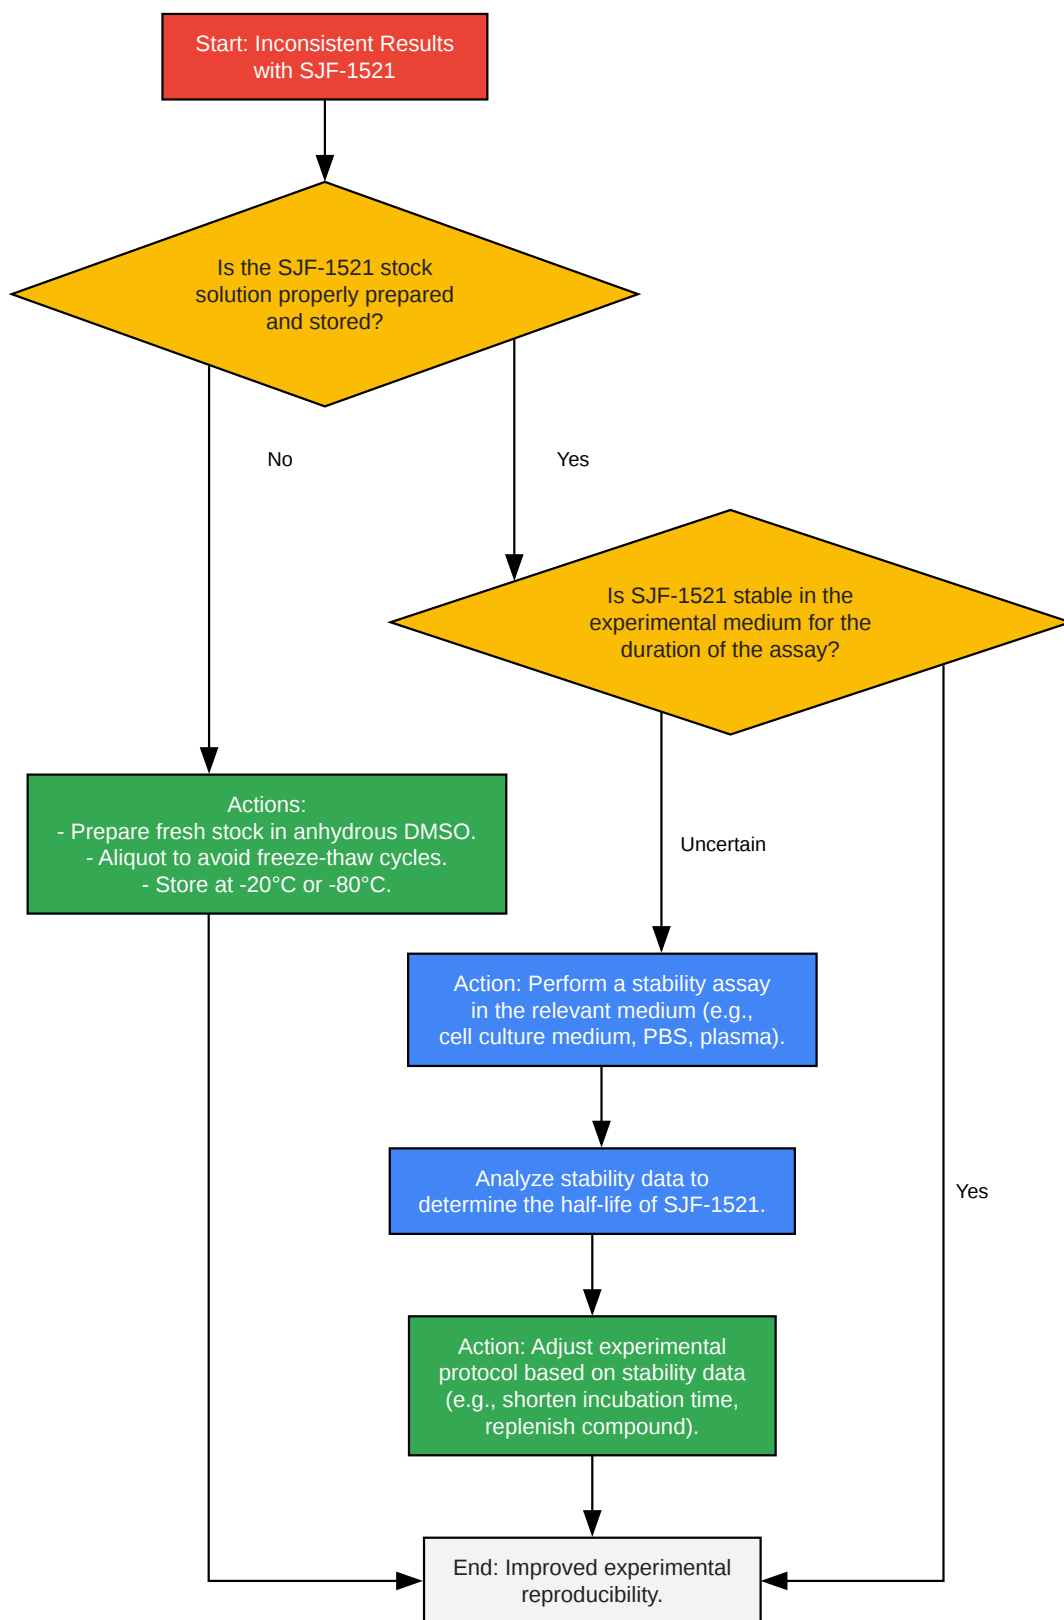 Start: Inconsistent Results
with SJF-1521
Is the SJF-1521 stock
solution properly prepared
and stored?
No
Yes
Is SJF-1521 stable in the
experimental medium for the
duration of the assay?
Actions:
- Prepare fresh stock in anhydrous DMSO.
- Aliquot to avoid freeze-thaw cycles.
- Store at -20°C or -80°C.
Uncertain
Action: Perform a stability assay
in the relevant medium (e.g.,
cell culture medium, PBS, plasma).
Analyze stability data to
determine the half-life of SJF-1521.
Yes
Action: Adjust experimental
protocol based on stability data
(e.g., shorten incubation time,
replenish compound).
End: Improved experimental
reproducibility.